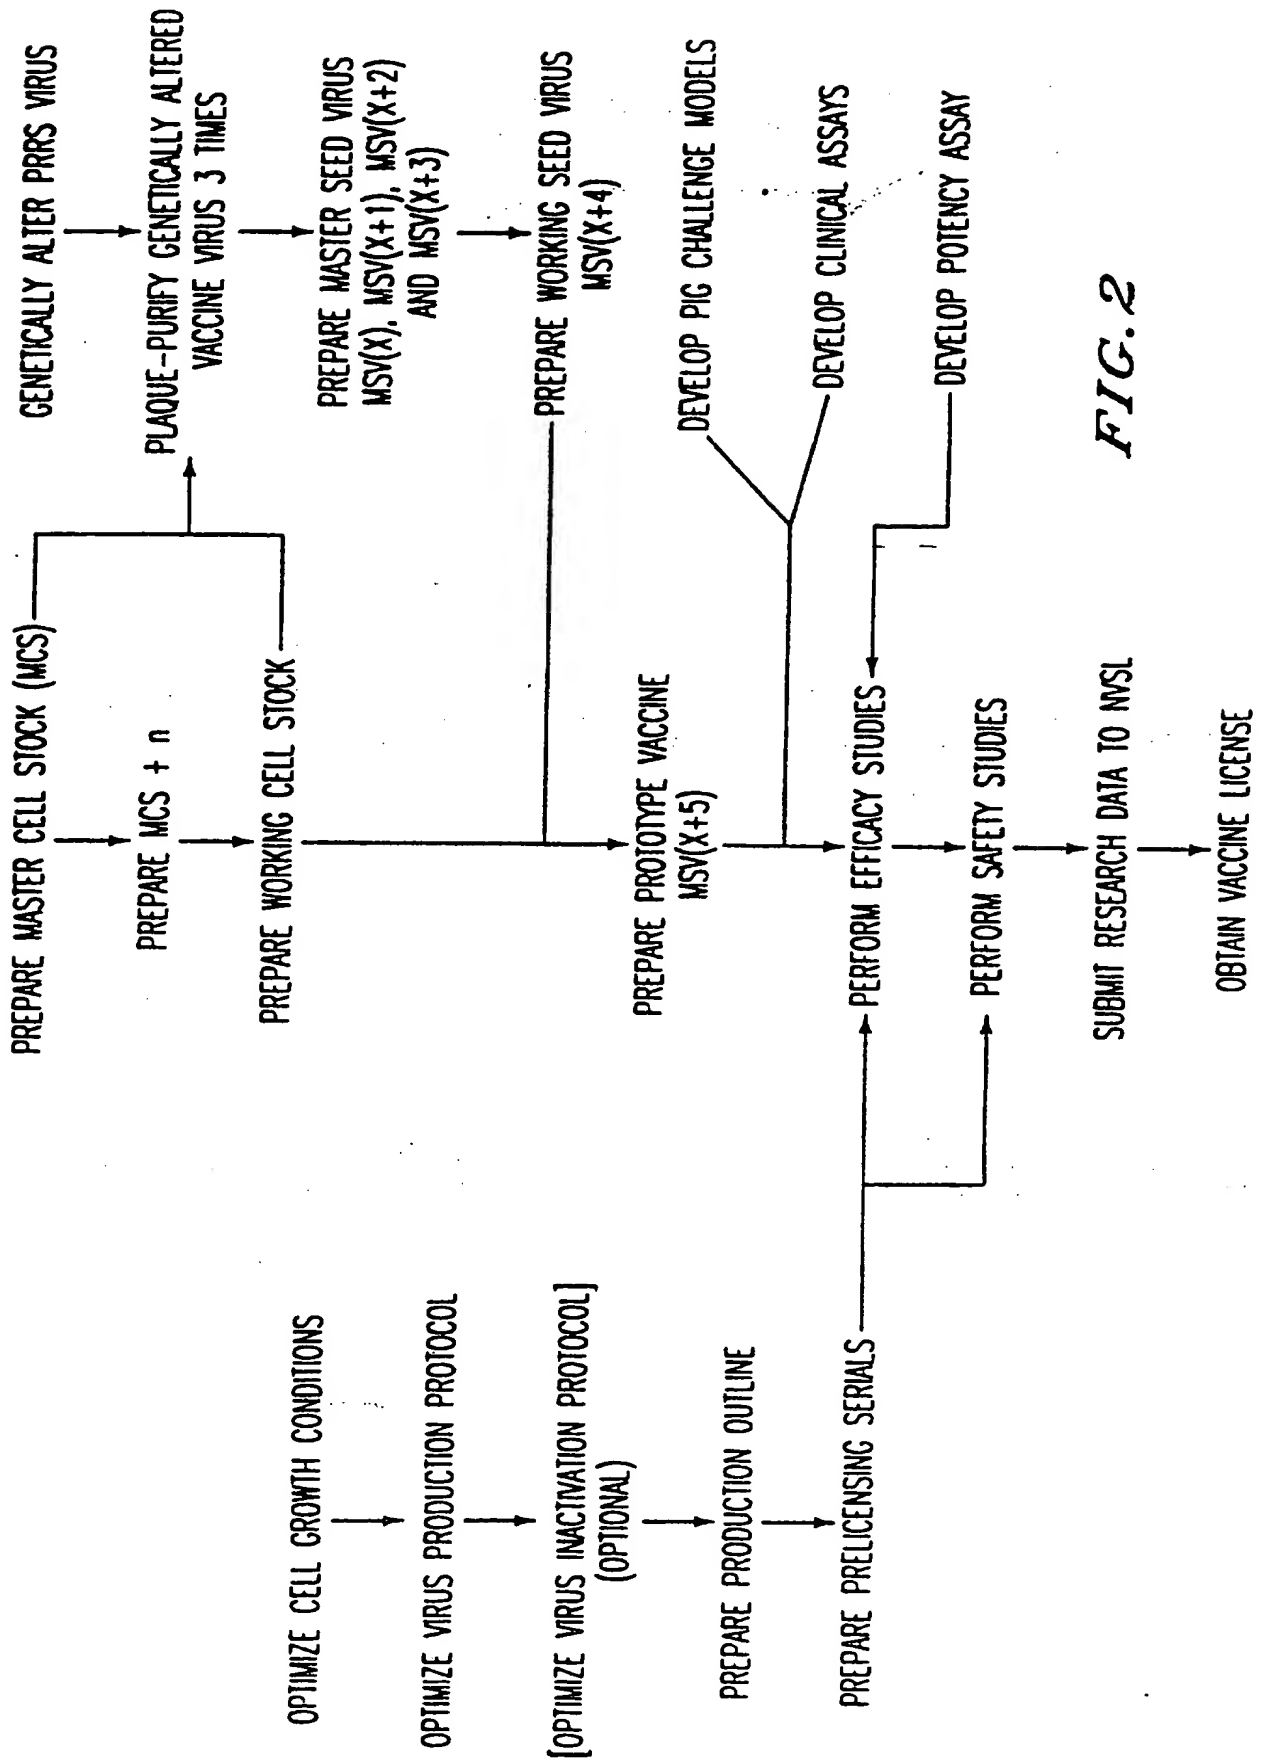 PREPARE MASTER CELL STOCK (MCS)
PREPARE MCS + n
PREPARE WORKING CELL STOCK
GENETICALLY ALTER PRRS VIRUS
PLAQUE-PURIFY GENETICALLY ALTERED
VACCINE VIRUS 3 TIMES
PREPARE MASTER SEED VIRUS
MSV(X), MSV(X+1), MSV(X+2)
AND MSV(X+3)
PREPARE WORKING SEED VIRUS
MSV(X+4)
OPTIMIZE CELL GROWTH CONDITIONS
OPTIMIZE VIRUS PRODUCTION PROTOCOL
[OPTIMIZE VIRUS INACTIVATION PROTOCOL]
(OPTIONAL)
PREPARE PRODUCTION OUTLINE
PREPARE PRELICENSING SERIALS
PREPARE PROTOTYPE VACCINE
MSV(X+5)
DEVELOP PIG CHALLENGE MODELS
DEVELOP CLINICAL ASSAYS
DEVELOP POTENCY ASSAY
PERFORM EFFICACY STUDIES
PERFORM SAFETY STUDIES
SUBMIT RESEARCH DATA TO NVSL
OBTAIN VACCINE LICENSE
FIG. 2